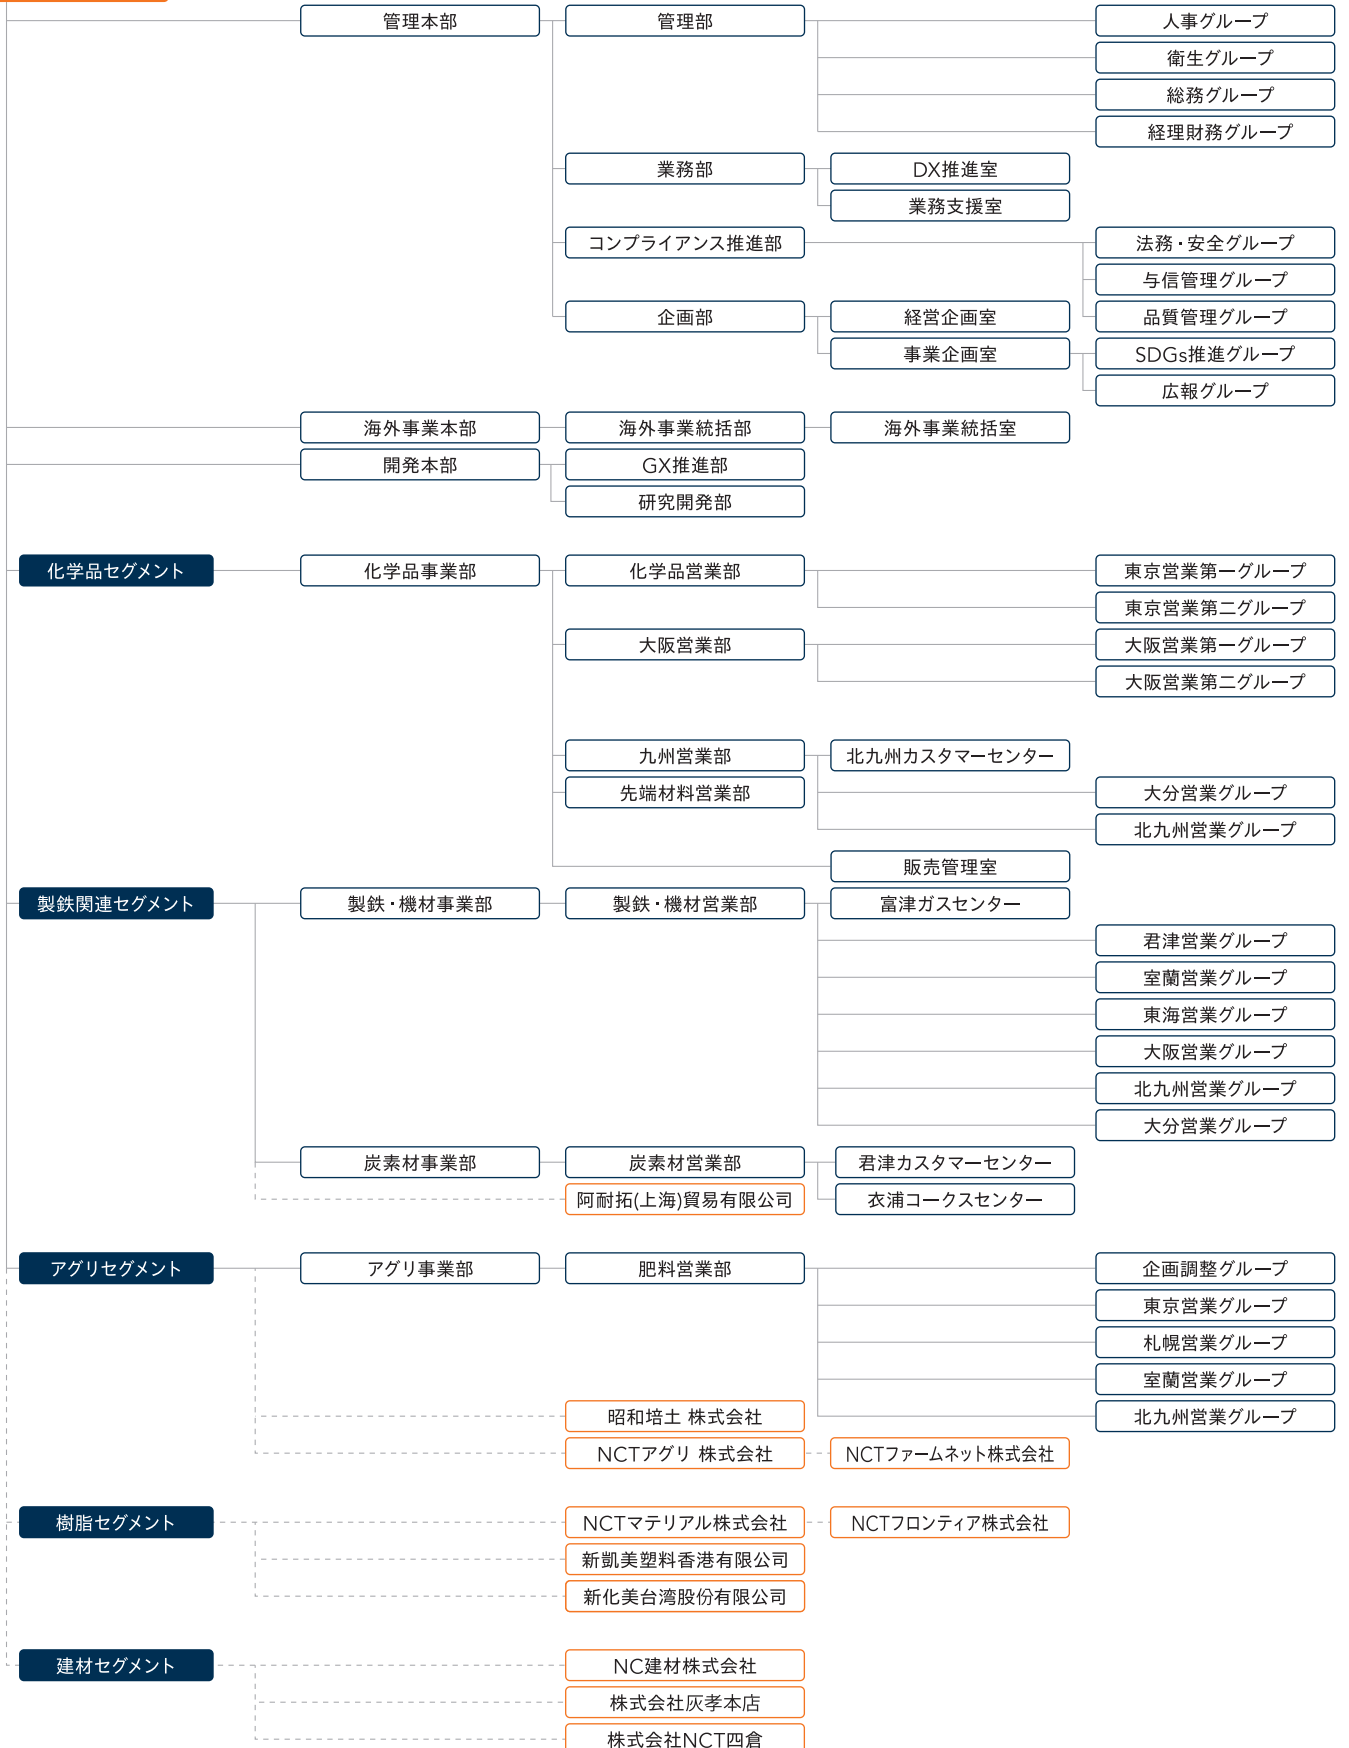 管理本部
管理部
人事グループ
衛生グループ
総務グループ
経理財務グループ
業務部
DX推進室
業務支援室
コンプライアンス推進部
法務・安全グループ
与信管理グループ
企画部
経営企画室
品質管理グループ
事業企画室
SDGs推進グループ
広報グループ
海外事業本部
海外事業統括部
海外事業統括室
開発本部
GX推進部
研究開発部
化学品セグメント
化学品事業部
化学品営業部
東京営業第一グループ
東京営業第二グループ
大阪営業部
大阪営業第一グループ
大阪営業第二グループ
九州営業部
北九州カスタマーセンター
先端材料営業部
大分営業グループ
北九州営業グループ
販売管理室
製鉄関連セグメント
製鉄・機材事業部
製鉄・機材営業部
富津ガスセンター
君津営業グループ
室蘭営業グループ
東海営業グループ
大阪営業グループ
北九州営業グループ
大分営業グループ
炭素材事業部
炭素材営業部
君津カスタマーセンター
阿耐拓(上海)貿易有限公司
衣浦コークスセンター
アグリセグメント
アグリ事業部
肥料営業部
企画調整グループ
東京営業グループ
札幌営業グループ
室蘭営業グループ
昭和培土 株式会社
北九州営業グループ
NCTアグリ 株式会社
NCTファームネット株式会社
樹脂セグメント
NCTマテリアル株式会社
NCTフロンティア株式会社
新凱美塑料香港有限公司
新化美台湾股份有限公司
建材セグメント
NC建材株式会社
株式会社灰孝本店
株式会社NCT四倉